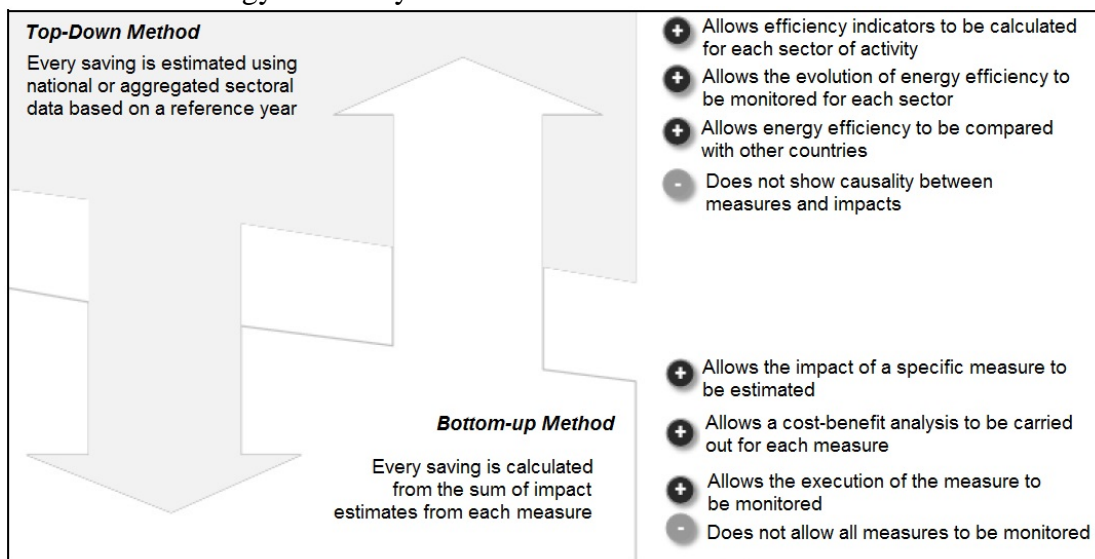 Top-Down Method
Every saving is estimated using
national or aggregated sectoral
data based on a reference year
+ Allows efficiency indicators to be calculated
for each sector of activity
+ Allows the evolution of energy efficiency to
be monitored for each sector
+ Allows energy efficiency to be compared
with other countries
- Does not show causality between
measures and impacts
Bottom-up Method
Every saving is calculated
from the sum of impact
estimates from each measure
+ Allows the impact of a specific measure to
be estimated
+ Allows a cost-benefit analysis to be carried
out for each measure
+ Allows the execution of the measure to
be monitored
- Does not allow all measures to be monitored